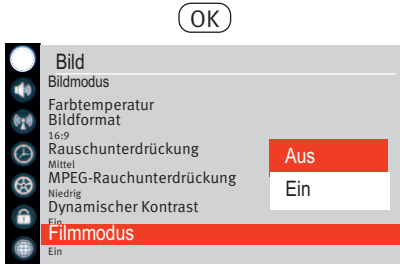 OK
Bild
Bildmodus
Farbtemperatur
Bildformat
16:9
Rauschunterdrückung
Mittel
MPEG-Rauchunterdrückung
Niedrig
Dynamischer Kontrast
Ein
Filmmodus
Ein
Aus
Ein